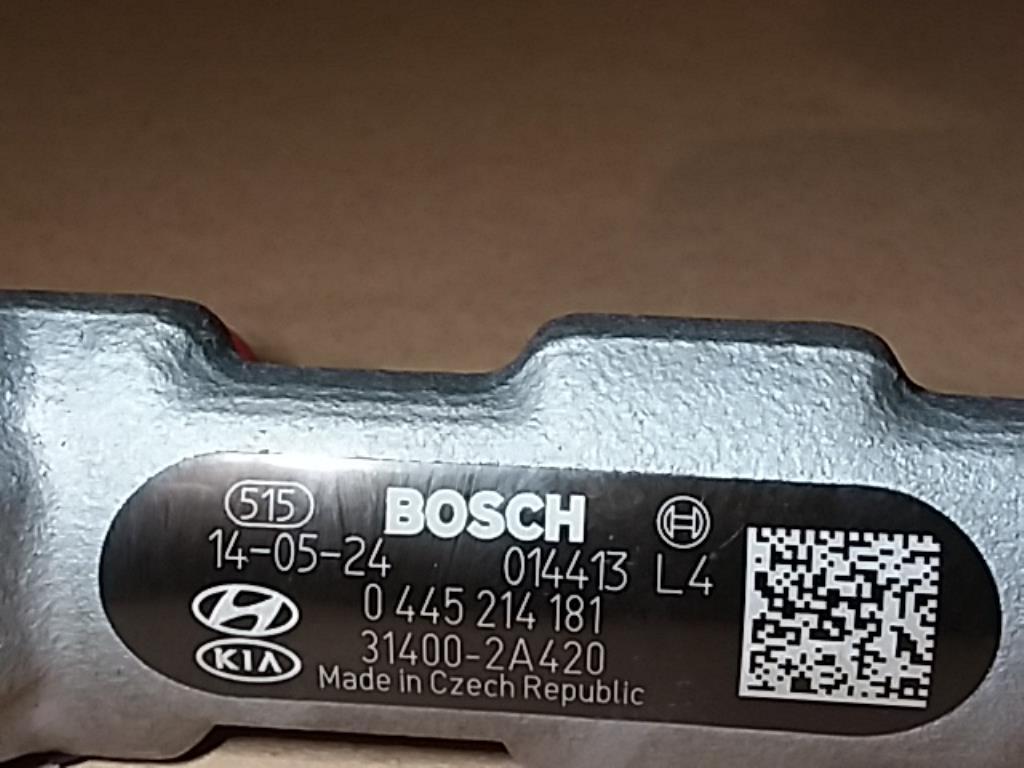 515 BOSCH
14-05-24 014413 L4
0 445 214 181
KIA 31400-2A420
Made in Czech Republic